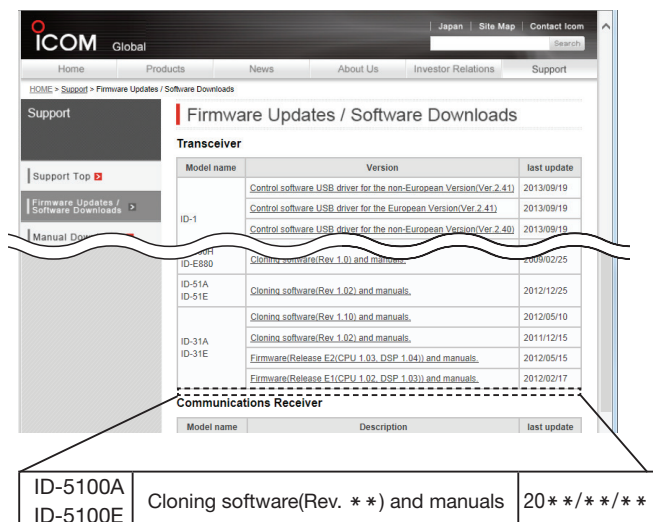 Japan | Site Map | Contact Icom
ICOM Global
Search
Home Products News About Us Investor Relations Support
HOME > Support > Firmware Updates / Software Downloads
Support
Firmware Updates / Software Downloads
Transceiver
Model name Version last update
Support Top
Firmware Updates /
Software Downloads
ID-1
Control software USB driver for the non-European Version(Ver.2.41) 2013/09/19
Control software USB driver for the European Version(Ver.2.41) 2013/09/19
Control software USB driver for the non-European Version(Ver.2.40) 2013/09/19
Manual
ID-E880
Cloning software(Rev 1.0) and manuals. 2009/02/25
ID-51A
ID-51E
Cloning software(Rev 1.02) and manuals. 2012/12/25
ID-31A
ID-31E
Cloning software(Rev 1.10) and manuals. 2012/05/10
Cloning software(Rev 1.02) and manuals. 2011/12/15
Firmware(Release E2(CPU 1.03, DSP 1.04)) and manuals. 2012/05/15
Firmware(Release E1(CPU 1.02, DSP 1.03)) and manuals. 2012/02/17
Communications Receiver
Model name Description last update
ID-5100A
ID-5100E
Cloning software(Rev. **) and manuals 20**/**/**